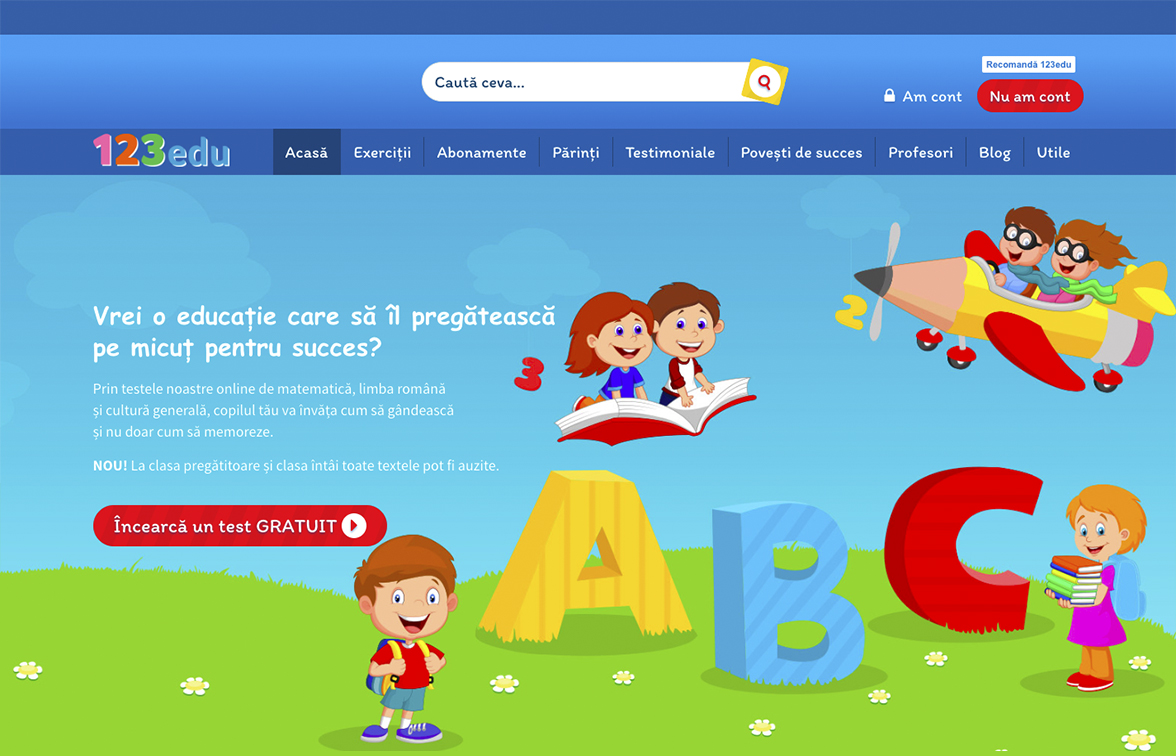 Recomandă 123edu
Caută ceva...
Am cont
Nu am cont
123edu
Acasă
Exerciții
Abonamente
Părinți
Testimoniale
Povești de succes
Profesori
Blog
Utile
Vrei o educație care să îl pregătească
pe micuț pentru succes?
Prin testele noastre online de matematică, limba română
și cultură generală, copilul tău va învăța cum să gândească
și nu doar cum să memoreze.
NOU! La clasa pregătitoare și clasa întâi toate textele pot fi auzite.
Încearcă un test GRATUIT
2
3
A
B
C